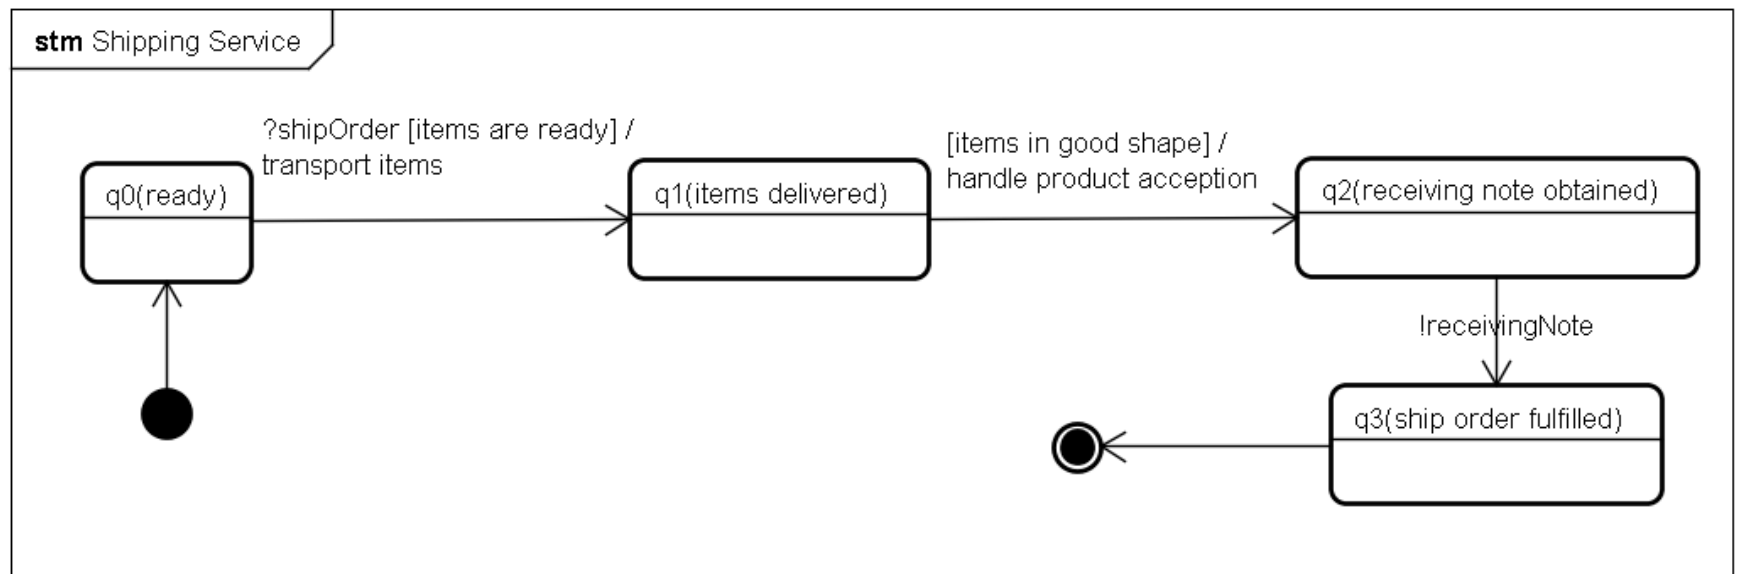 stm Shipping Service
?shipOrder [items are ready] /
transport items
[items in good shape] /
handle product acception
q0(ready)
q1(items delivered)
q2(receiving note obtained)
!receivingNote
q3(ship order fulfilled)